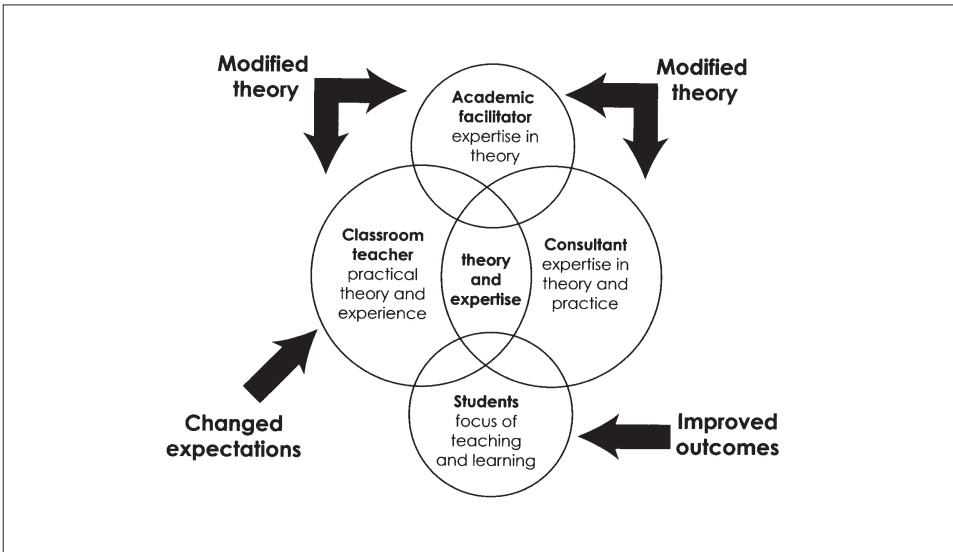 Modified
theory
Modified
theory
Academic
facilitator
expertise in
theory
Classroom
teacher
practical
theory and
experience
theory
and
expertise
Consultant
expertise in
theory and
practice
Changed
expectations
Students
focus of
teaching
and learning
Improved
outcomes